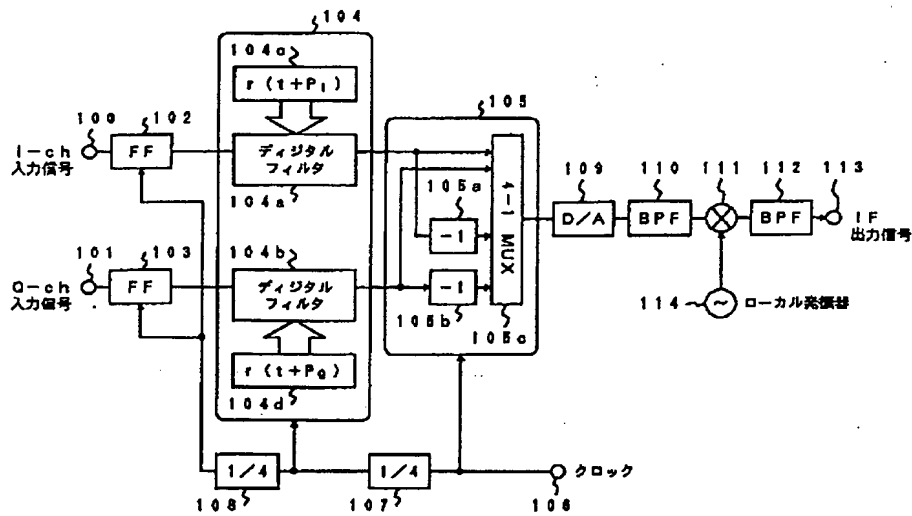 104
104c
r(t+PI)
105
100
102
I-ch
入力信号
FF
ディジタル
フィルタ
104a
105a
-1
4-1 MUX
109
D/A
110
BPF
111
112
BPF
113
IF
出力信号
101
103
Q-ch
入力信号
FF
104b
ディジタル
フィルタ
-1
105b
105c
114
~
ローカル発振器
r(t+PQ)
104d
1/4
108
1/4
107
クロック
106